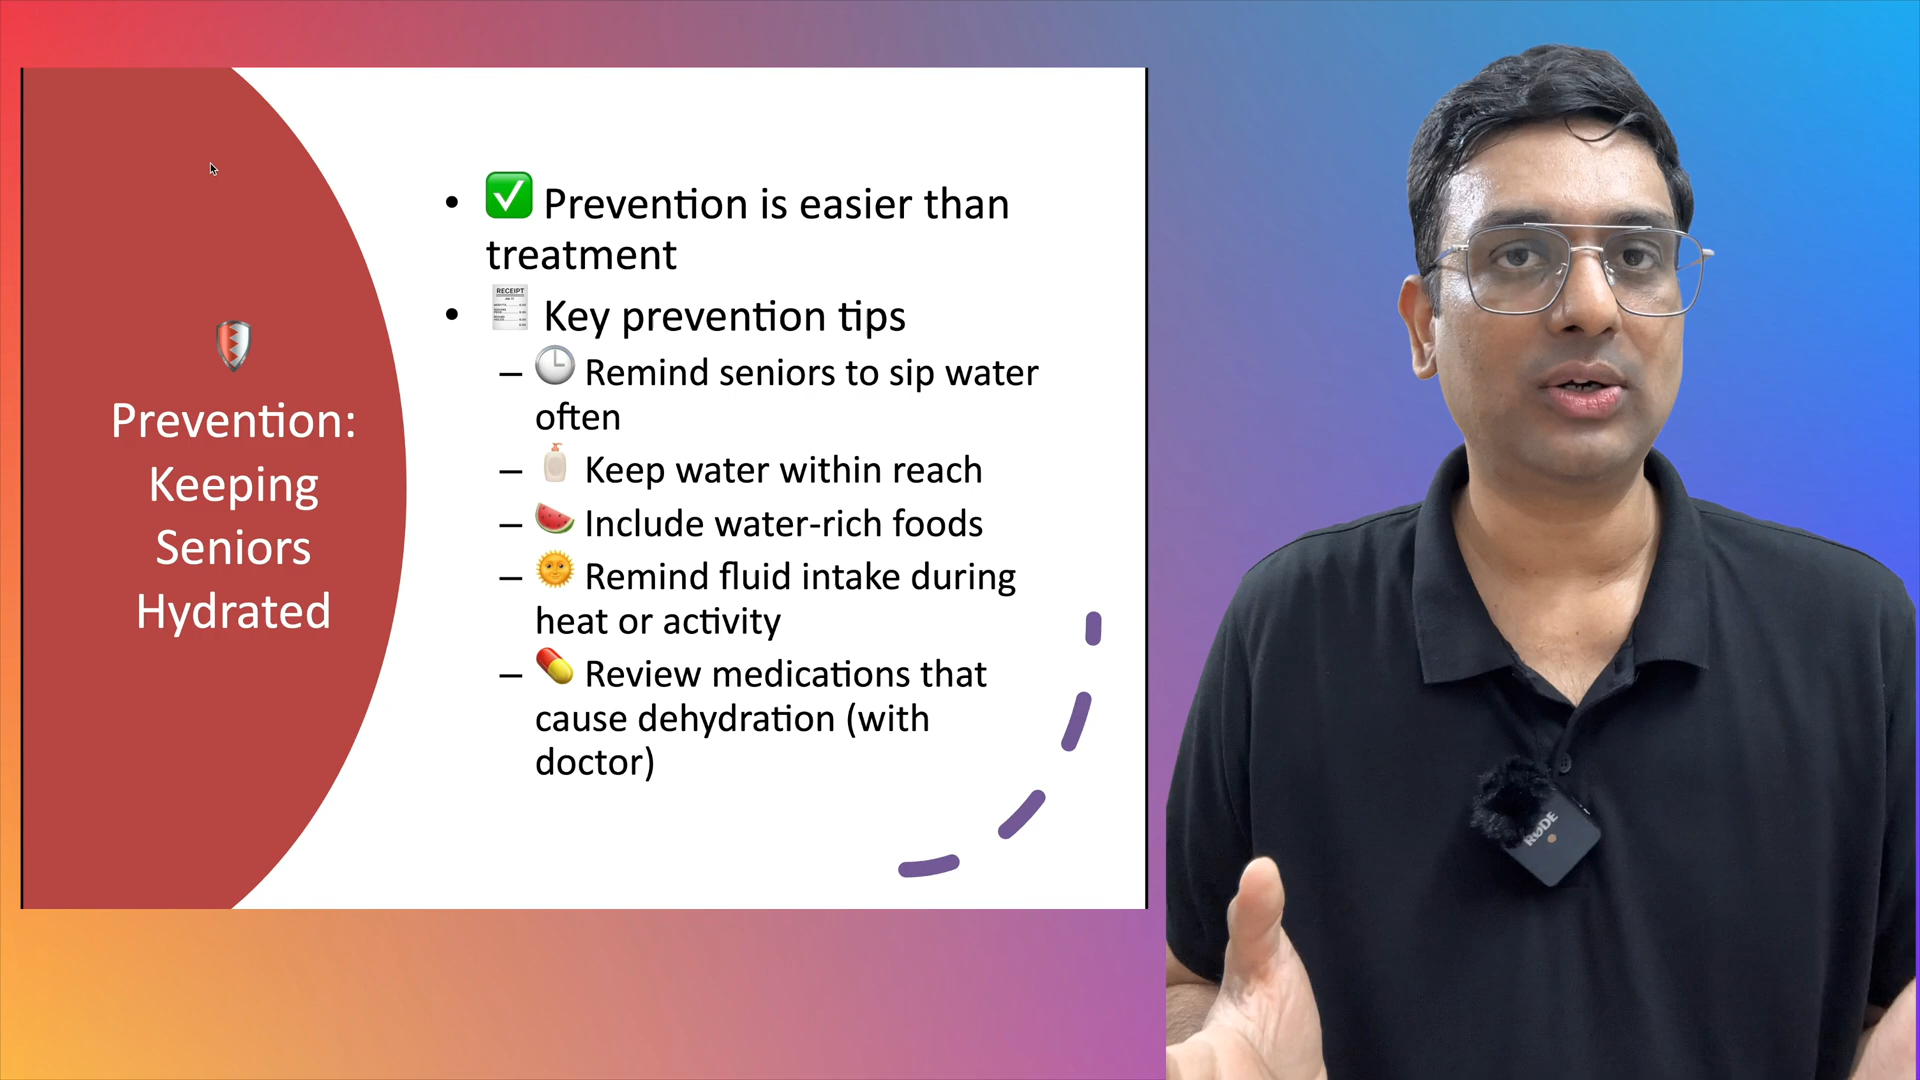 Prevention:
Keeping
Seniors
Hydrated
• ✅ Prevention is easier than
treatment
• 🧾 Key prevention tips
RECEIPT
– 🕒 Remind seniors to sip water
often
– 🧴 Keep water within reach
– 🍉 Include water-rich foods
– 🌞 Remind fluid intake during
heat or activity
– 💊 Review medications that
cause dehydration (with
doctor)
RØDE